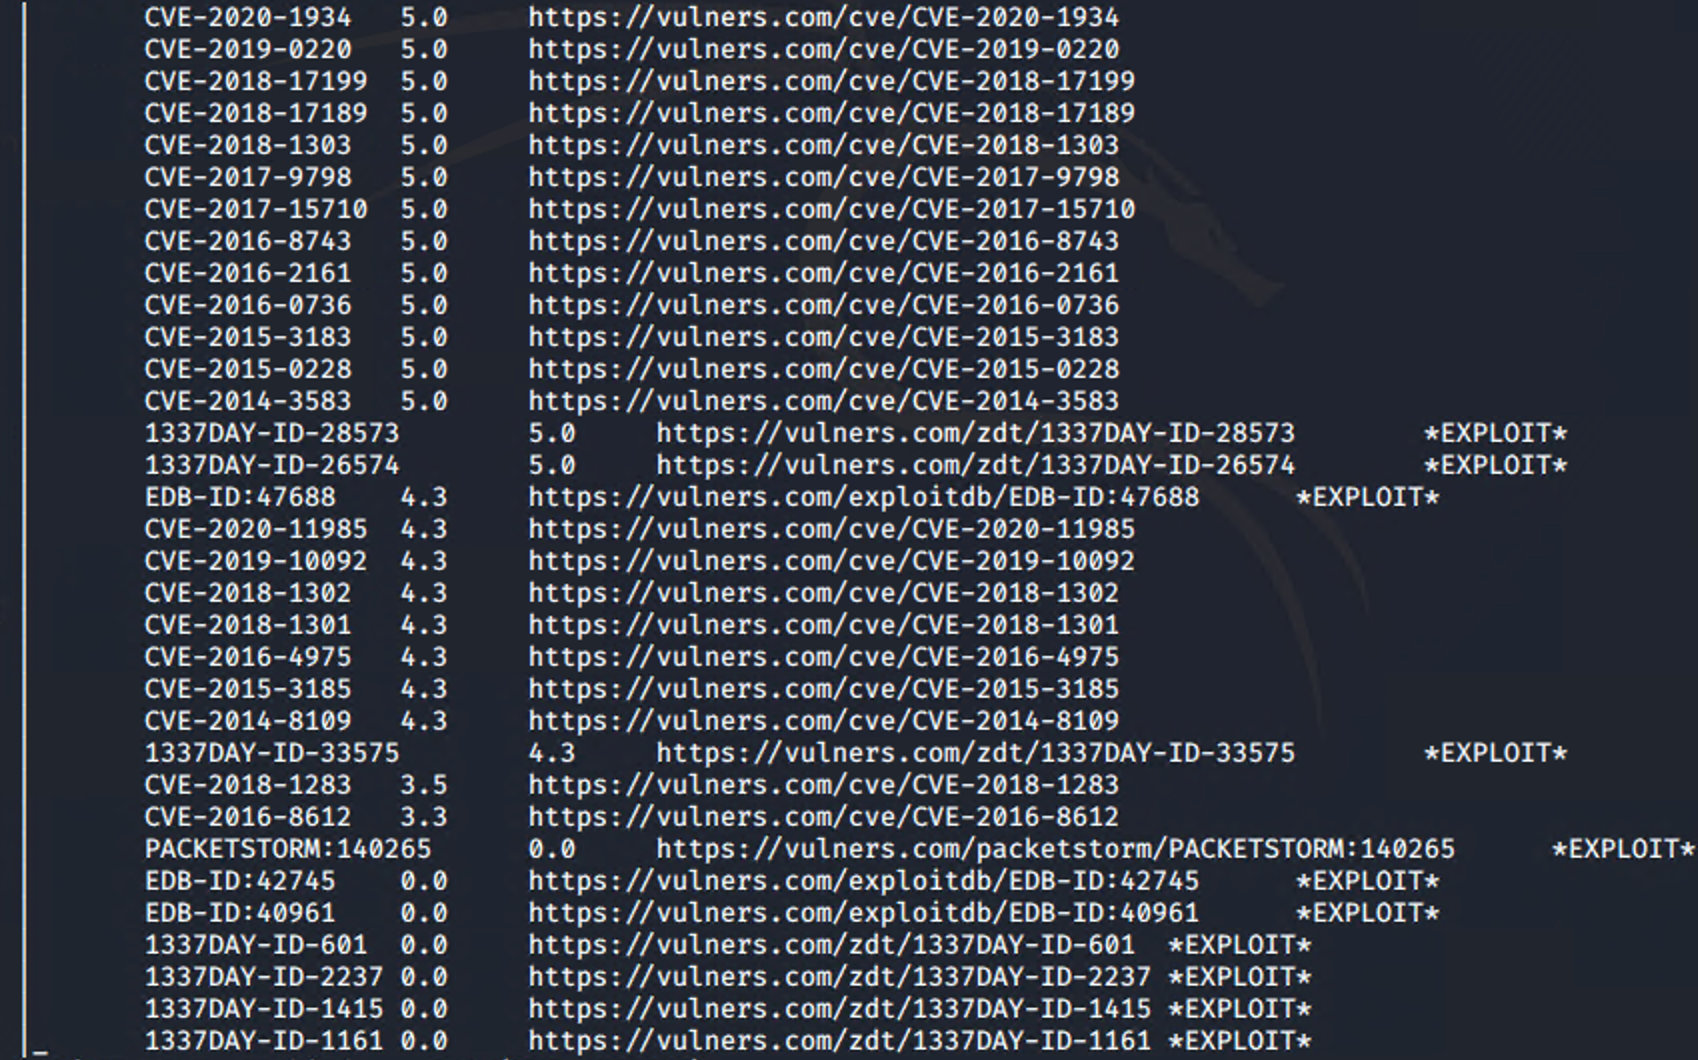 CVE-2020-1934 5.0 https://vulners.com/cve/CVE-2020-1934
CVE-2019-0220 5.0 https://vulners.com/cve/CVE-2019-0220
CVE-2018-17199 5.0 https://vulners.com/cve/CVE-2018-17199
CVE-2018-17189 5.0 https://vulners.com/cve/CVE-2018-17189
CVE-2018-1303 5.0 https://vulners.com/cve/CVE-2018-1303
CVE-2017-9798 5.0 https://vulners.com/cve/CVE-2017-9798
CVE-2017-15710 5.0 https://vulners.com/cve/CVE-2017-15710
CVE-2016-8743 5.0 https://vulners.com/cve/CVE-2016-8743
CVE-2016-2161 5.0 https://vulners.com/cve/CVE-2016-2161
CVE-2016-0736 5.0 https://vulners.com/cve/CVE-2016-0736
CVE-2015-3183 5.0 https://vulners.com/cve/CVE-2015-3183
CVE-2015-0228 5.0 https://vulners.com/cve/CVE-2015-0228
CVE-2014-3583 5.0 https://vulners.com/cve/CVE-2014-3583
1337DAY-ID-28573 5.0 https://vulners.com/zdt/1337DAY-ID-28573 *EXPLOIT*
1337DAY-ID-26574 5.0 https://vulners.com/zdt/1337DAY-ID-26574 *EXPLOIT*
EDB-ID:47688 4.3 https://vulners.com/exploitdb/EDB-ID:47688 *EXPLOIT*
CVE-2020-11985 4.3 https://vulners.com/cve/CVE-2020-11985
CVE-2019-10092 4.3 https://vulners.com/cve/CVE-2019-10092
CVE-2018-1302 4.3 https://vulners.com/cve/CVE-2018-1302
CVE-2018-1301 4.3 https://vulners.com/cve/CVE-2018-1301
CVE-2016-4975 4.3 https://vulners.com/cve/CVE-2016-4975
CVE-2015-3185 4.3 https://vulners.com/cve/CVE-2015-3185
CVE-2014-8109 4.3 https://vulners.com/cve/CVE-2014-8109
1337DAY-ID-33575 4.3 https://vulners.com/zdt/1337DAY-ID-33575 *EXPLOIT*
CVE-2018-1283 3.5 https://vulners.com/cve/CVE-2018-1283
CVE-2016-8612 3.3 https://vulners.com/cve/CVE-2016-8612
PACKETSTORM:140265 0.0 https://vulners.com/packetstorm/PACKETSTORM:140265 *EXPLOIT*
EDB-ID:42745 0.0 https://vulners.com/exploitdb/EDB-ID:42745 *EXPLOIT*
EDB-ID:40961 0.0 https://vulners.com/exploitdb/EDB-ID:40961 *EXPLOIT*
1337DAY-ID-601 0.0 https://vulners.com/zdt/1337DAY-ID-601 *EXPLOIT*
1337DAY-ID-2237 0.0 https://vulners.com/zdt/1337DAY-ID-2237 *EXPLOIT*
1337DAY-ID-1415 0.0 https://vulners.com/zdt/1337DAY-ID-1415 *EXPLOIT*
|_ 1337DAY-ID-1161 0.0 https://vulners.com/zdt/1337DAY-ID-1161 *EXPLOIT*